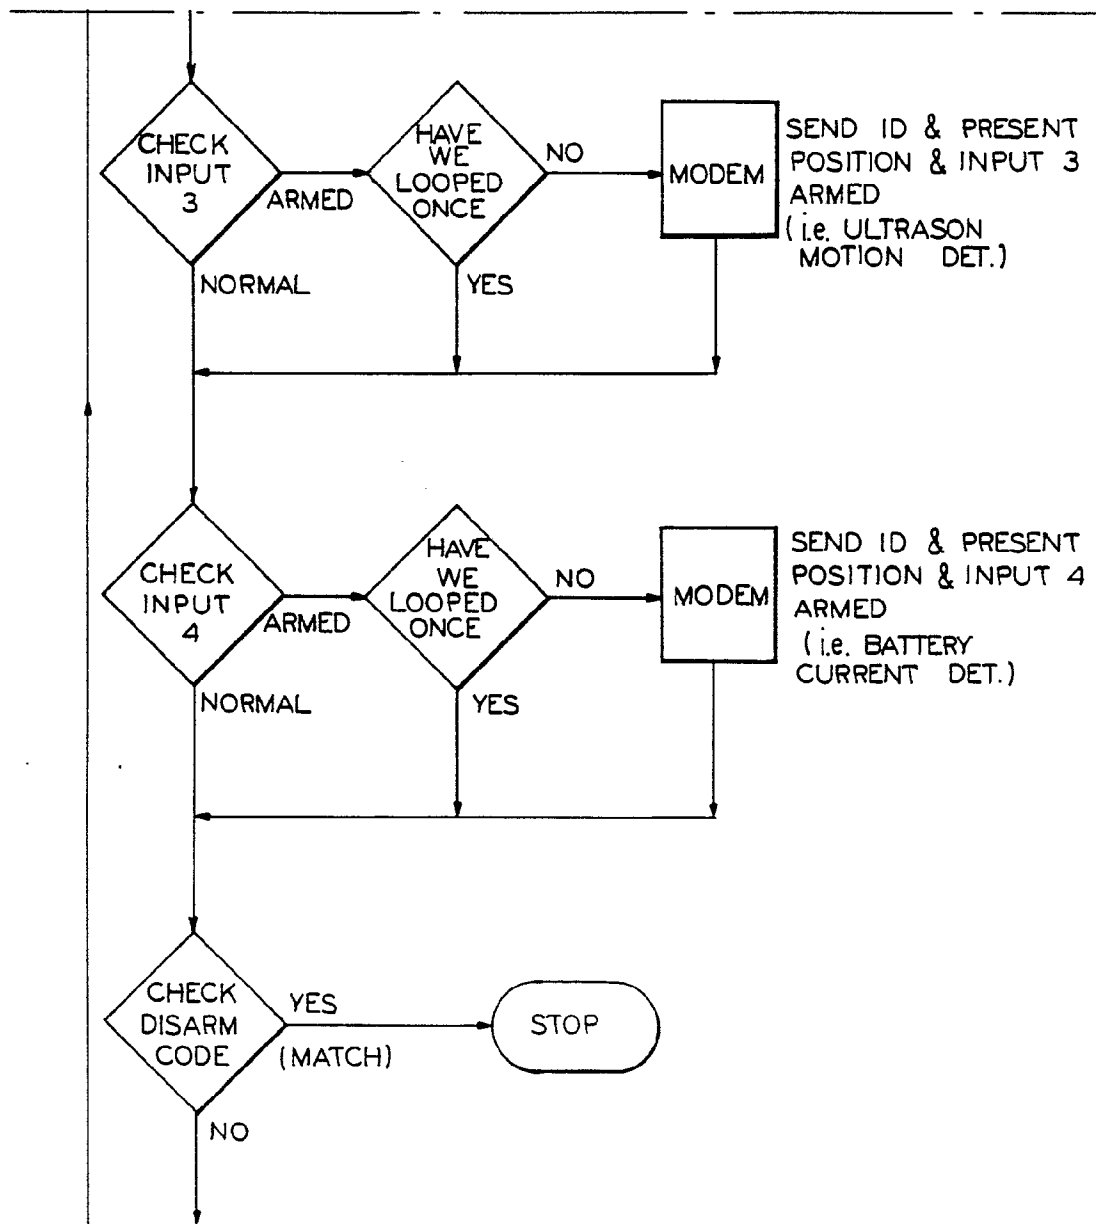 CHECK
INPUT
3
ARMED
NORMAL
HAVE
WE
LOOPED
ONCE
NO
YES
MODEM
SEND ID & PRESENT
POSITION & INPUT 3
ARMED
(i.e. ULTRASON
MOTION DET.)
CHECK
INPUT
4
ARMED
NORMAL
HAVE
WE
LOOPED
ONCE
NO
YES
MODEM
SEND ID & PRESENT
POSITION & INPUT 4
ARMED
(i.e. BATTERY
CURRENT DET.)
CHECK
DISARM
CODE
YES
(MATCH)
NO
STOP